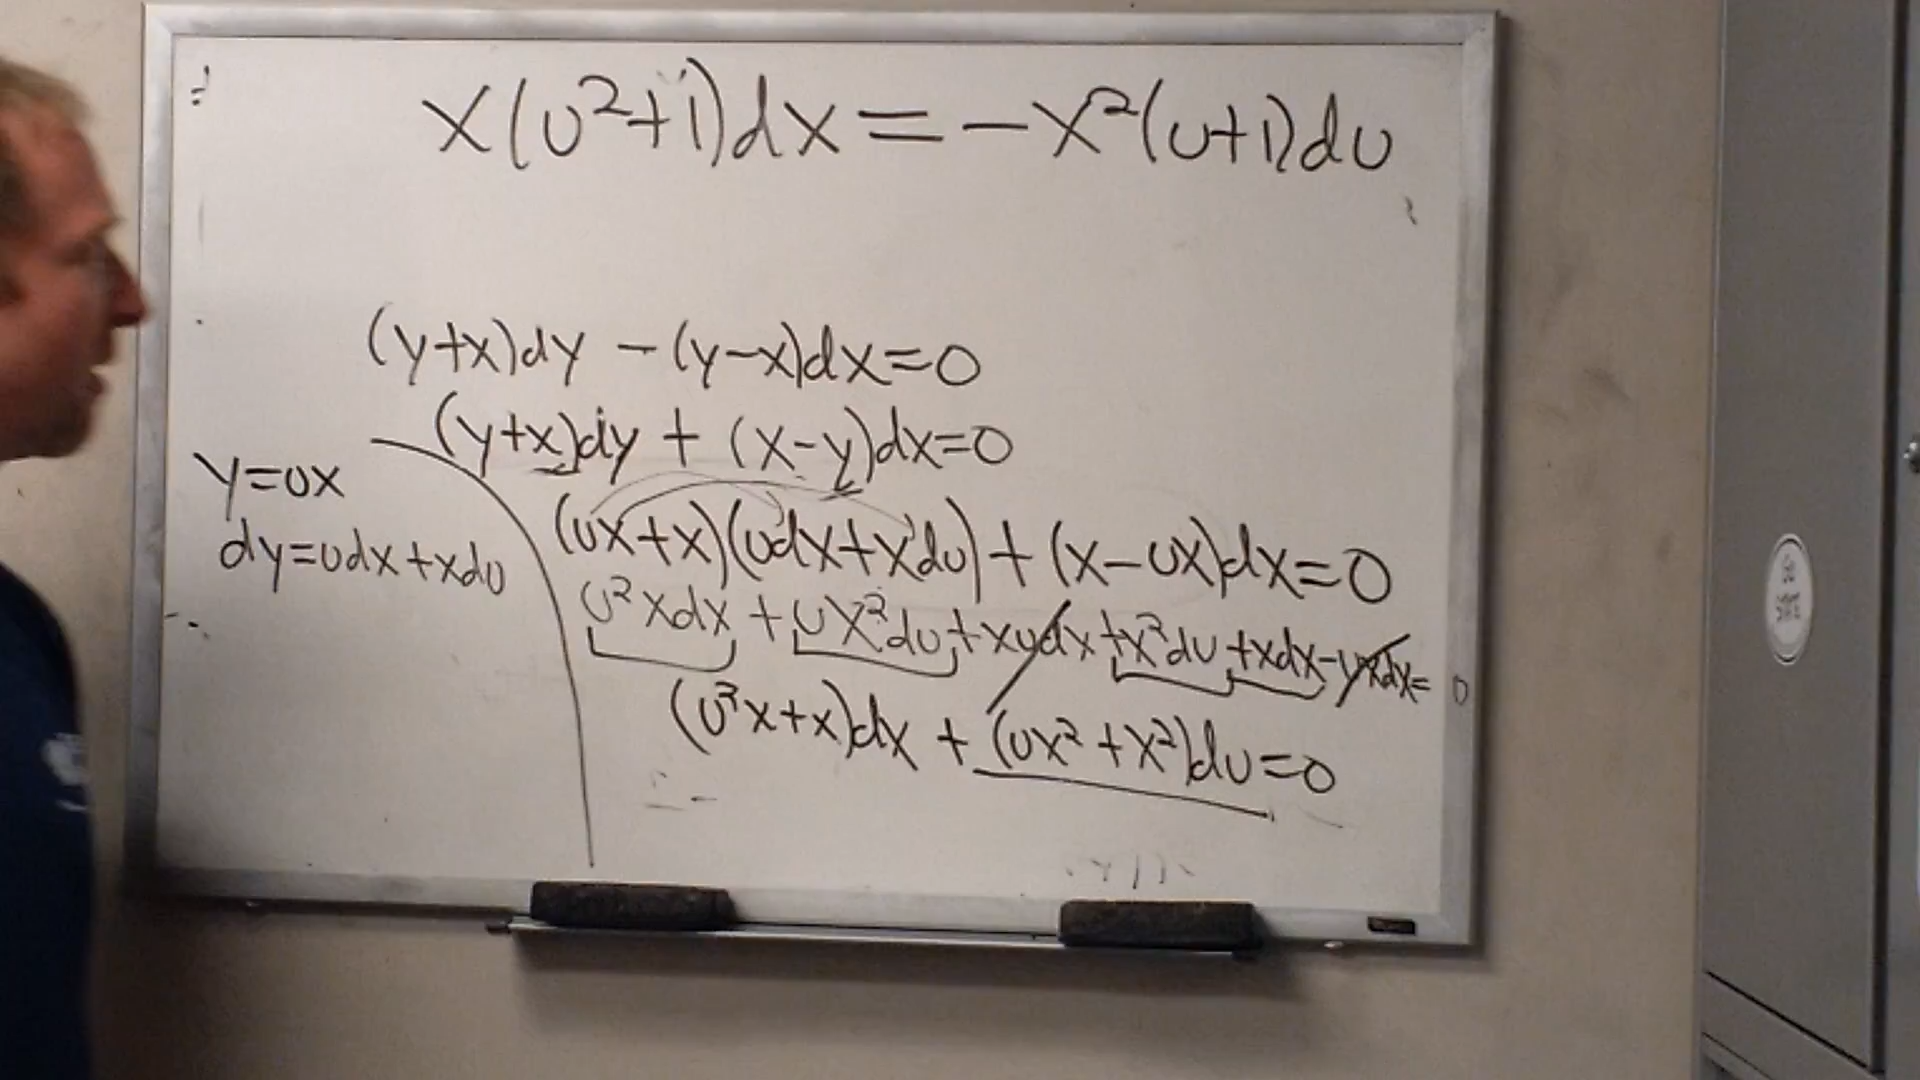 x(u²+1)dx=-x²(u+1)du
(y+x)dy -(y-x)dx=0
(y+x)dy + (x-y)dx=0
y=ux
dy=udx+xdu
(ux+x)(udx+xdu)+(x-ux)dx=0
u²xdx+ux²du+xudx+x²du+xdx-uxdx=0
(u²x+x)dx+(ux²+x²)du=0